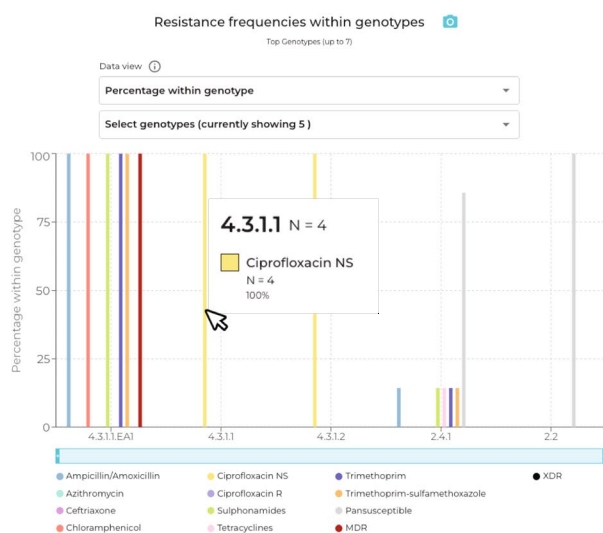 Resistance frequencies within genotypes
Top Genotypes (up to 7)
Data view
Percentage within genotype
Select genotypes (currently showing 5 )
100
75
50
25
0
Percentage within genotype
4.3.1.1 N = 4
Ciprofloxacin NS
N = 4
100%
4.3.1.1.EA1 4.3.1.1 4.3.1.2 2.4.1 2.2
Ampicillin/Amoxicillin Ciprofloxacin NS Trimethoprim XDR
Azithromycin Ciprofloxacin R Trimethoprim-sulfamethoxazole
Ceftriaxone Sulphonamides Pansusceptible
Chloramphenicol Tetracyclines MDR